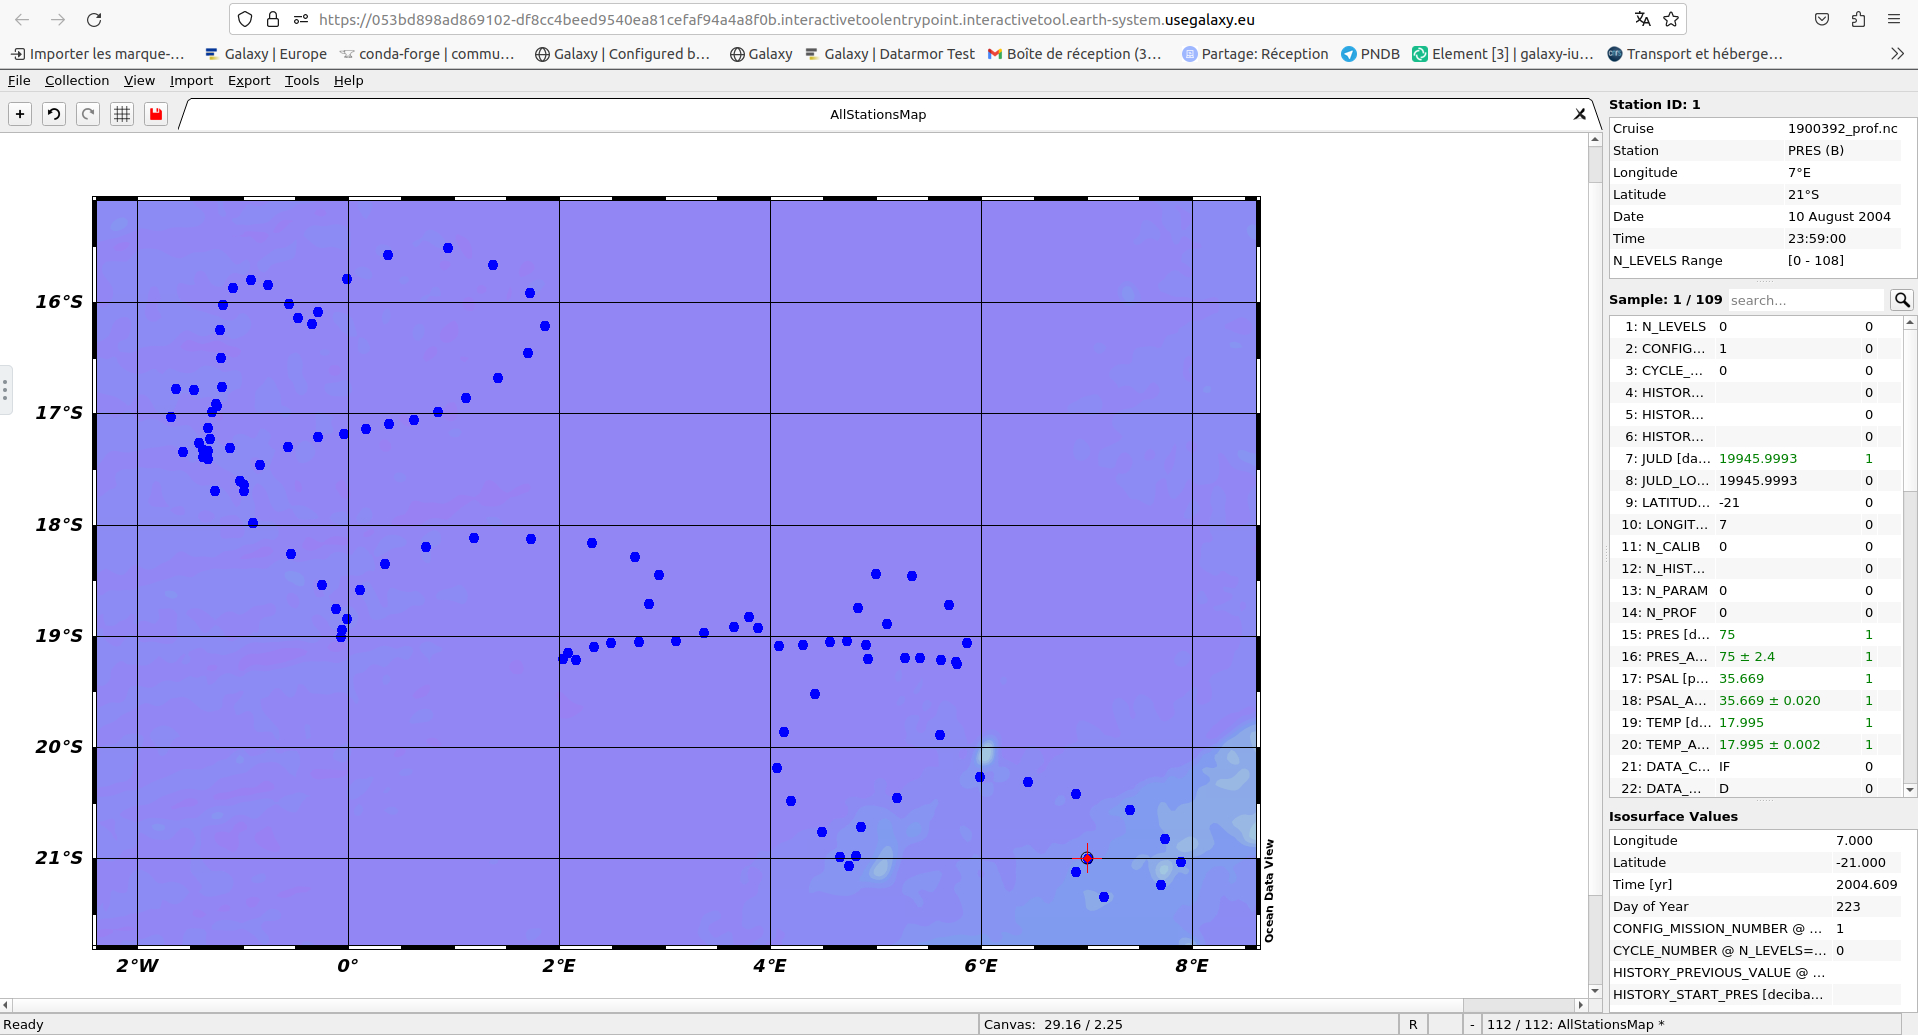 https://053bd898ad869102-df8cc4beed9540ea81cefaf94a4a8f0b.interactivetoolentrypoint.interactivetool.earth-system.usegalaxy.eu
Importer les marque-… Galaxy | Europe conda-forge | commu… Galaxy | Configured b… Galaxy Galaxy | Datarmor Test Boîte de réception (3… Partage: Réception PNDB Element [3] | galaxy-iu… Transport et héberge…
File Collection View Import Export Tools Help
AllStationsMap
16°S
17°S
18°S
19°S
20°S
21°S
2°W 0° 2°E 4°E 6°E 8°E
Ocean Data View
Station ID: 1
Cruise 1900392_prof.nc
Station PRES (B)
Longitude 7°E
Latitude 21°S
Date 10 August 2004
Time 23:59:00
N_LEVELS Range [0 - 108]
Sample: 1 / 109 search...
1: N_LEVELS 0 0
2: CONFIG... 1 0
3: CYCLE_... 0 0
4: HISTOR... 0
5: HISTOR... 0
6: HISTOR... 0
7: JULD [da... 19945.9993 1
8: JULD_LO... 19945.9993 0
9: LATITUD... -21 0
10: LONGIT... 7 0
11: N_CALIB 0 0
12: N_HIST... 0
13: N_PARAM 0 0
14: N_PROF 0 0
15: PRES [d... 75 1
16: PRES_A... 75 ± 2.4 1
17: PSAL [p... 35.669 1
18: PSAL_A... 35.669 ± 0.020 1
19: TEMP [d... 17.995 1
20: TEMP_A... 17.995 ± 0.002 1
21: DATA_C... IF 0
22: DATA_... D 0
Isosurface Values
Longitude 7.000
Latitude -21.000
Time [yr] 2004.609
Day of Year 223
CONFIG_MISSION_NUMBER @ ... 1
CYCLE_NUMBER @ N_LEVELS=... 0
HISTORY_PREVIOUS_VALUE @ ...
HISTORY_START_PRES [deciba...
Ready Canvas: 29.16 / 2.25 R - 112 / 112: AllStationsMap *